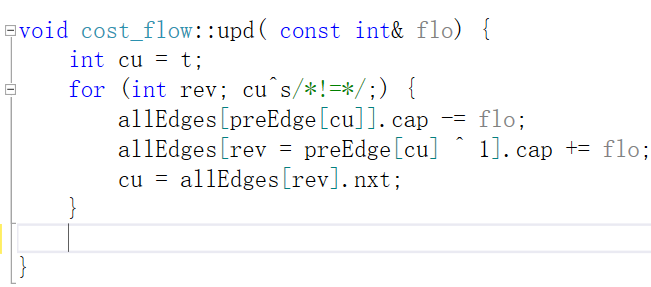 void cost_flow::upd( const int& flo) {
int cu = t;
for (int rev; cu^s/*!=*/;) {
allEdges[preEdge[cu]].cap -= flo;
allEdges[rev = preEdge[cu] ^ 1].cap += flo;
cu = allEdges[rev].nxt;
}
}